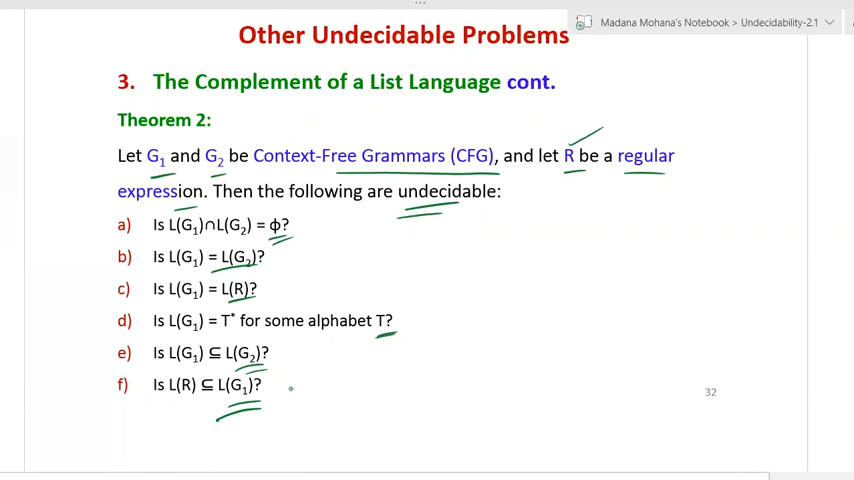 Other Undecidable Problems
Madana Mohana's Notebook > Undecidability-2.1
3. The Complement of a List Language cont.
Theorem 2:
Let G₁ and G₂ be Context-Free Grammars (CFG), and let R be a regular
expression. Then the following are undecidable:
a) Is L(G₁)∩L(G₂) = ф?
b) Is L(G₁) = L(G₂)?
c) Is L(G₁) = L(R)?
d) Is L(G₁) = T* for some alphabet T?
e) Is L(G₁) ⊆ L(G₂)?
f) Is L(R) ⊆ L(G₁)?
32